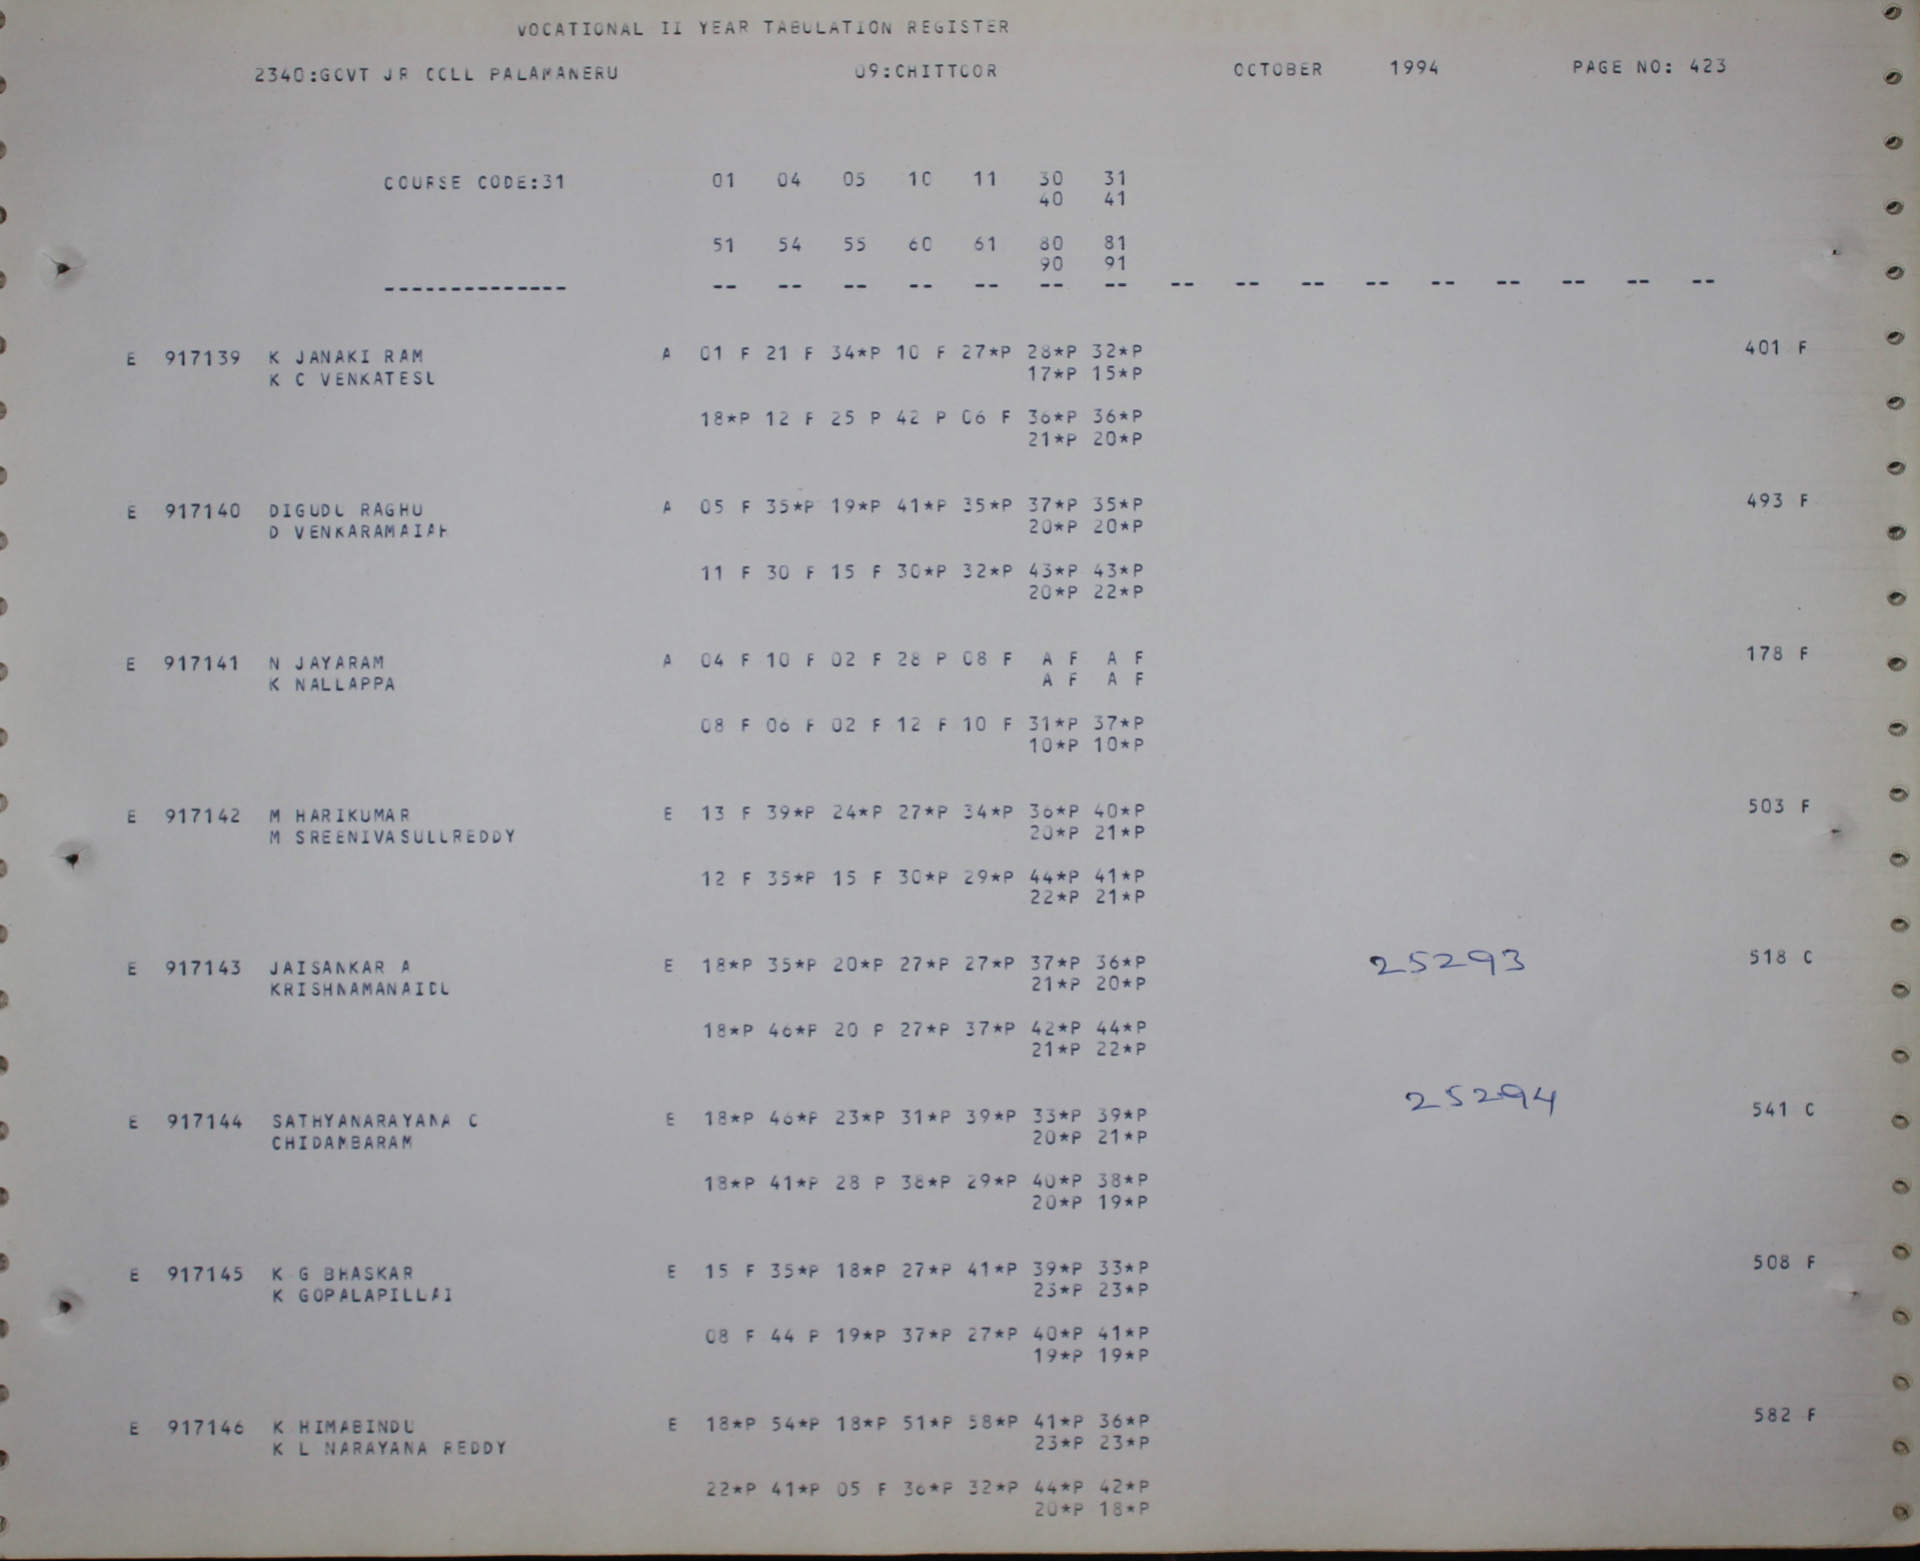 VOCATIONAL II YEAR TABULATION REGISTER
2340:GOVT JR COLL PALAMANERU 09:CHITTOOR OCTOBER 1994 PAGE NO: 423
COURSE CODE:31 01 04 05 10 11 30 31
40 41
51 54 55 60 61 80 81
90 91
-------------- -- -- -- -- -- -- -- -- -- -- -- -- -- -- -- --
E 917139 K JANAKI RAM A 01 F 21 F 34*P 10 F 27*P 28*P 32*P 401 F
K C VENKATESU 17*P 15*P
18*P 12 F 25 P 42 P 06 F 36*P 36*P
21*P 20*P
E 917140 DIGUDU RAGHU A 05 F 35*P 19*P 41*P 35*P 37*P 35*P 493 F
D VENKARAMAIAH 20*P 20*P
11 F 30 F 15 F 30*P 32*P 43*P 43*P
20*P 22*P
E 917141 N JAYARAM A 04 F 10 F 02 F 28 P 08 F A F A F 178 F
K NALLAPPA A F A F
08 F 06 F 02 F 12 F 10 F 31*P 37*P
10*P 10*P
E 917142 M HARIKUMAR E 13 F 39*P 24*P 27*P 34*P 36*P 40*P 503 F
M SREENIVASULUREDDY 20*P 21*P
12 F 35*P 15 F 30*P 29*P 44*P 41*P
22*P 21*P
E 917143 JAISANKAR A E 18*P 35*P 20*P 27*P 27*P 37*P 36*P 25293 518 C
KRISHNAMANAIDU 21*P 20*P
18*P 46*P 20 P 27*P 37*P 42*P 44*P
21*P 22*P
E 917144 SATHYANARAYANA C E 18*P 46*P 23*P 31*P 39*P 33*P 39*P 25294 541 C
CHIDAMBARAM 20*P 21*P
18*P 41*P 28 P 38*P 29*P 40*P 38*P
20*P 19*P
E 917145 K G BHASKAR E 15 F 35*P 18*P 27*P 41*P 39*P 33*P 508 F
K GOPALAPILLAI 23*P 23*P
08 F 44 P 19*P 37*P 27*P 40*P 41*P
19*P 19*P
E 917146 K HIMABINDU E 18*P 54*P 18*P 51*P 58*P 41*P 36*P 582 F
K L NARAYANA REDDY 23*P 23*P
22*P 41*P 05 F 36*P 32*P 44*P 42*P
20*P 18*P